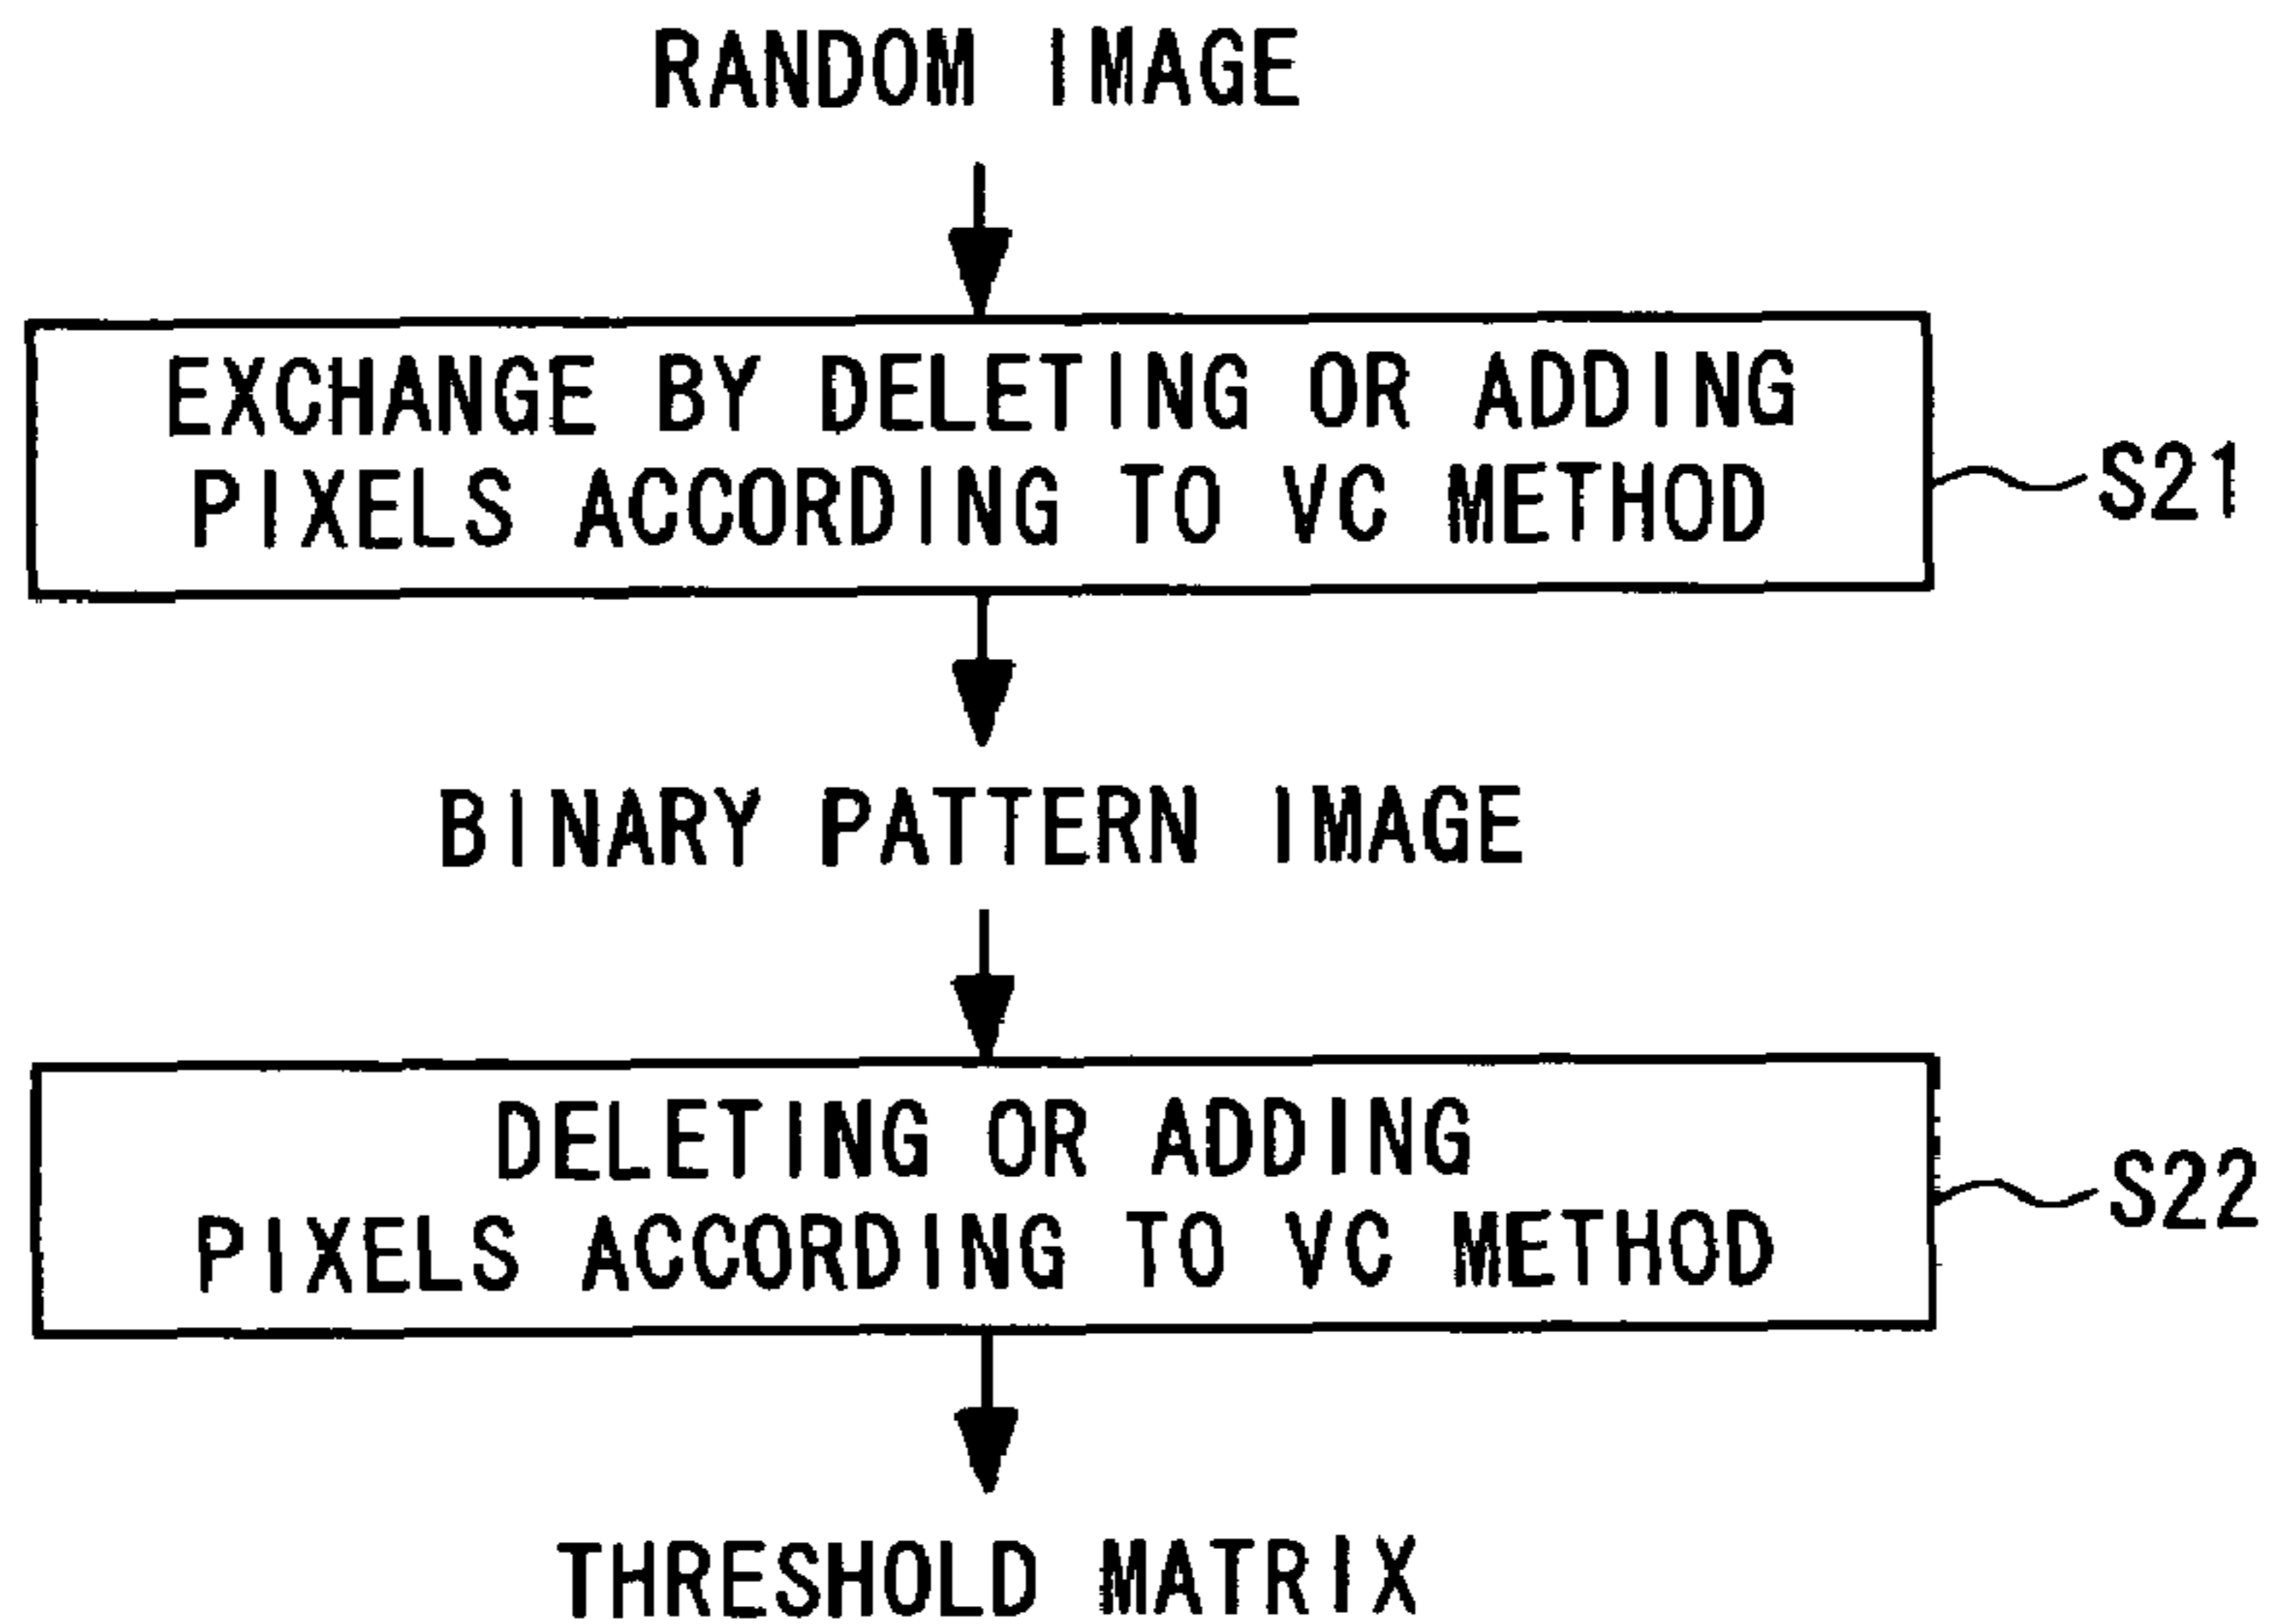 RANDOM IMAGE
EXCHANGE BY DELETING OR ADDING
PIXELS ACCORDING TO VC METHOD
S21
BINARY PATTERN IMAGE
DELETING OR ADDING
PIXELS ACCORDING TO VC METHOD
S22
THRESHOLD MATRIX